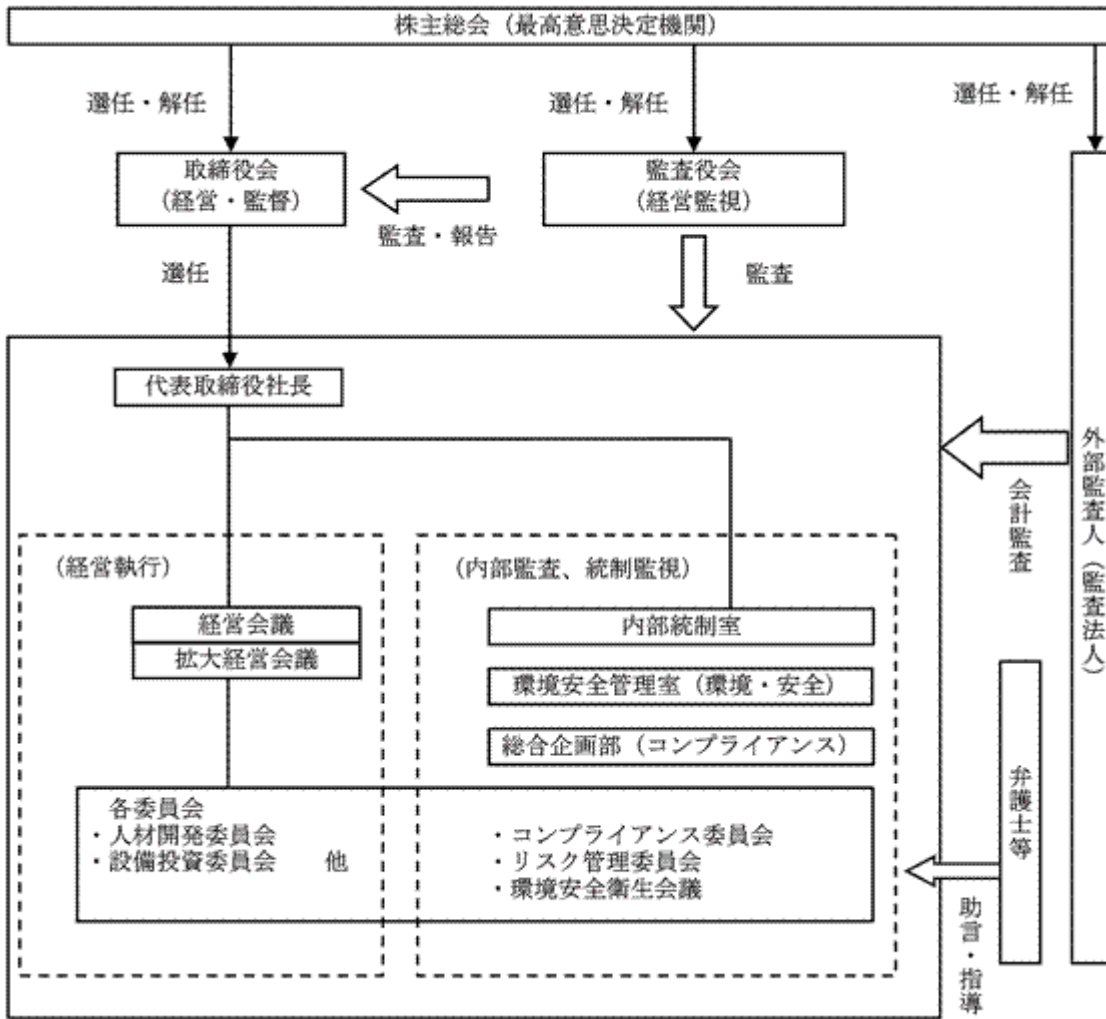 株主総会（最高意思決定機関）
選任・解任
選任・解任
選任・解任
取締役会
（経営・監督）
監査役会
（経営監視）
監査・報告
選任
監査
代表取締役社長
外部監査人（監査法人）
会計監査
（経営執行）
（内部監査、統制監視）
経営会議
拡大経営会議
内部統制室
環境安全管理室（環境・安全）
総合企画部（コンプライアンス）
各委員会
・人材開発委員会
・設備投資委員会　他
・コンプライアンス委員会
・リスク管理委員会
・環境安全衛生会議
弁護士等
助言・指導